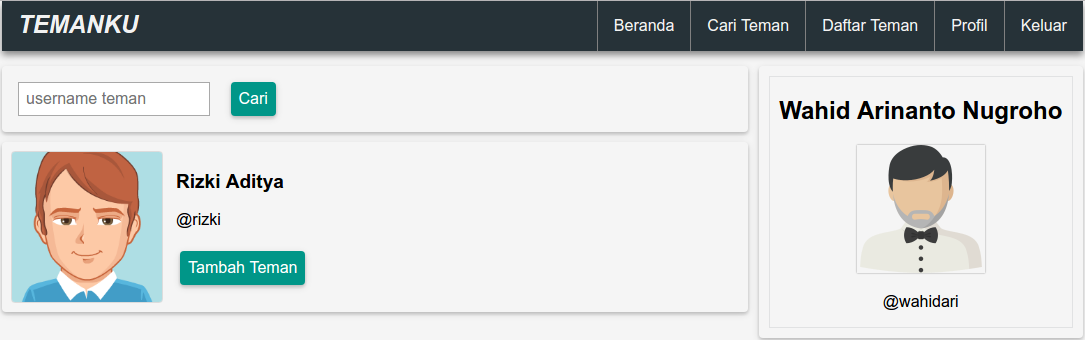 TEMANKU
Beranda
Cari Teman
Daftar Teman
Profil
Keluar
username teman
Cari
Rizki Aditya
@rizki
Tambah Teman
Wahid Arinanto Nugroho
@wahidari